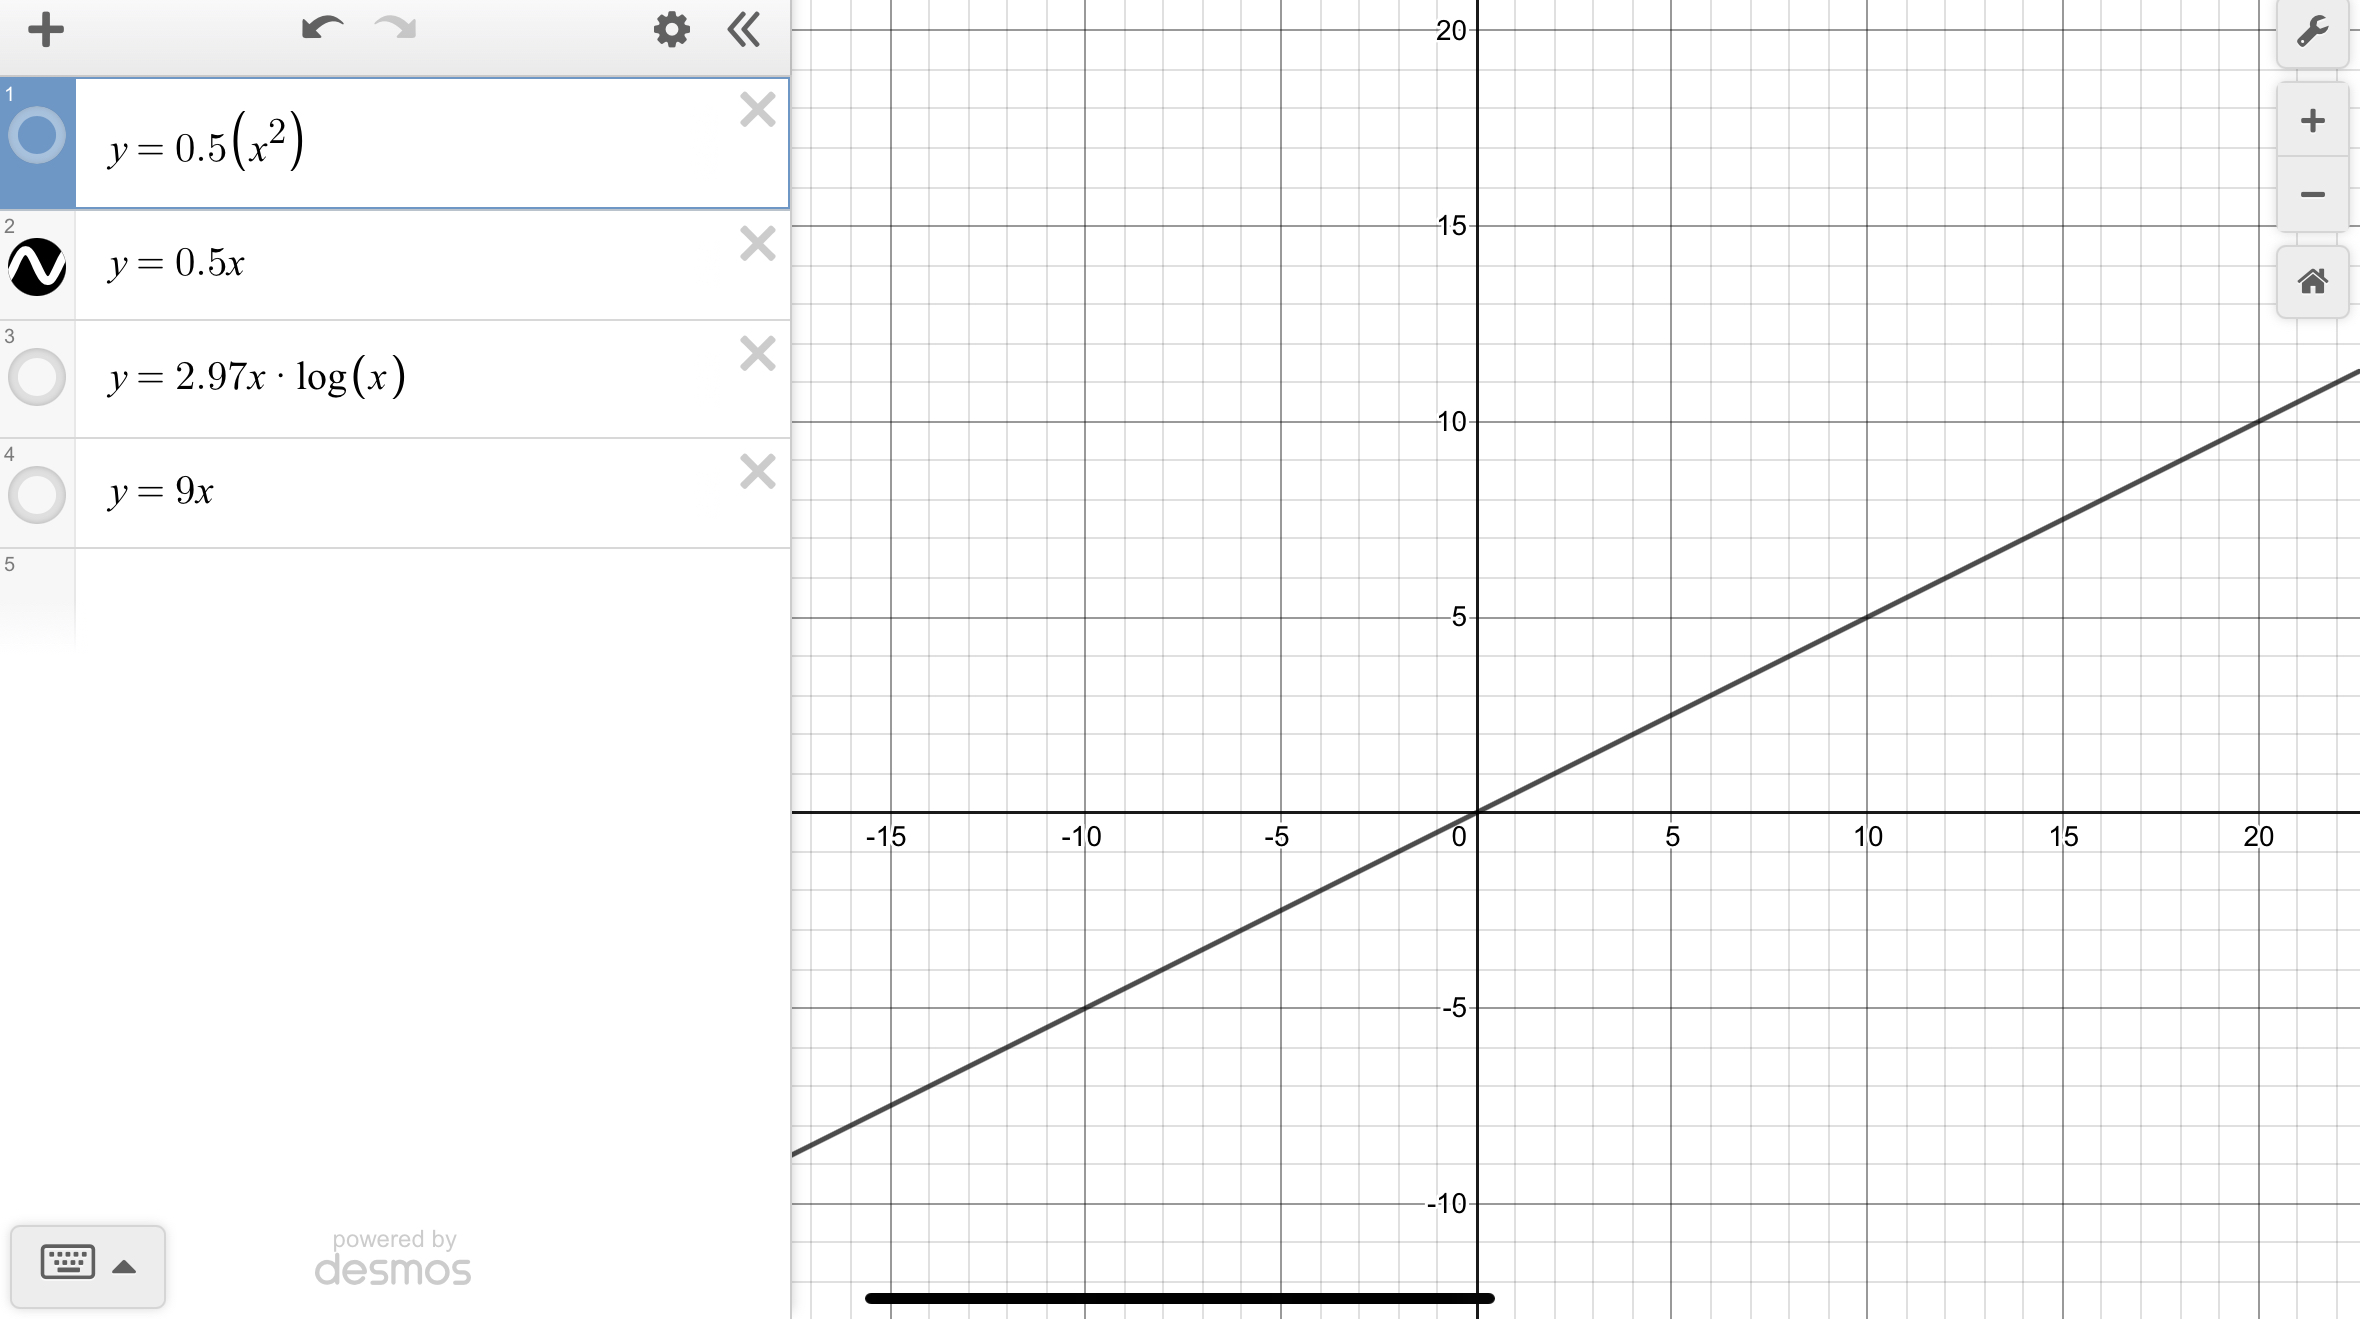 1
y = 0.5(x²)
2
y = 0.5x
3
y = 2.97x · log(x)
4
y = 9x
5
powered by
desmos
20
15
10
5
-15 -10 -5 0 5 10 15 20
-5
-10